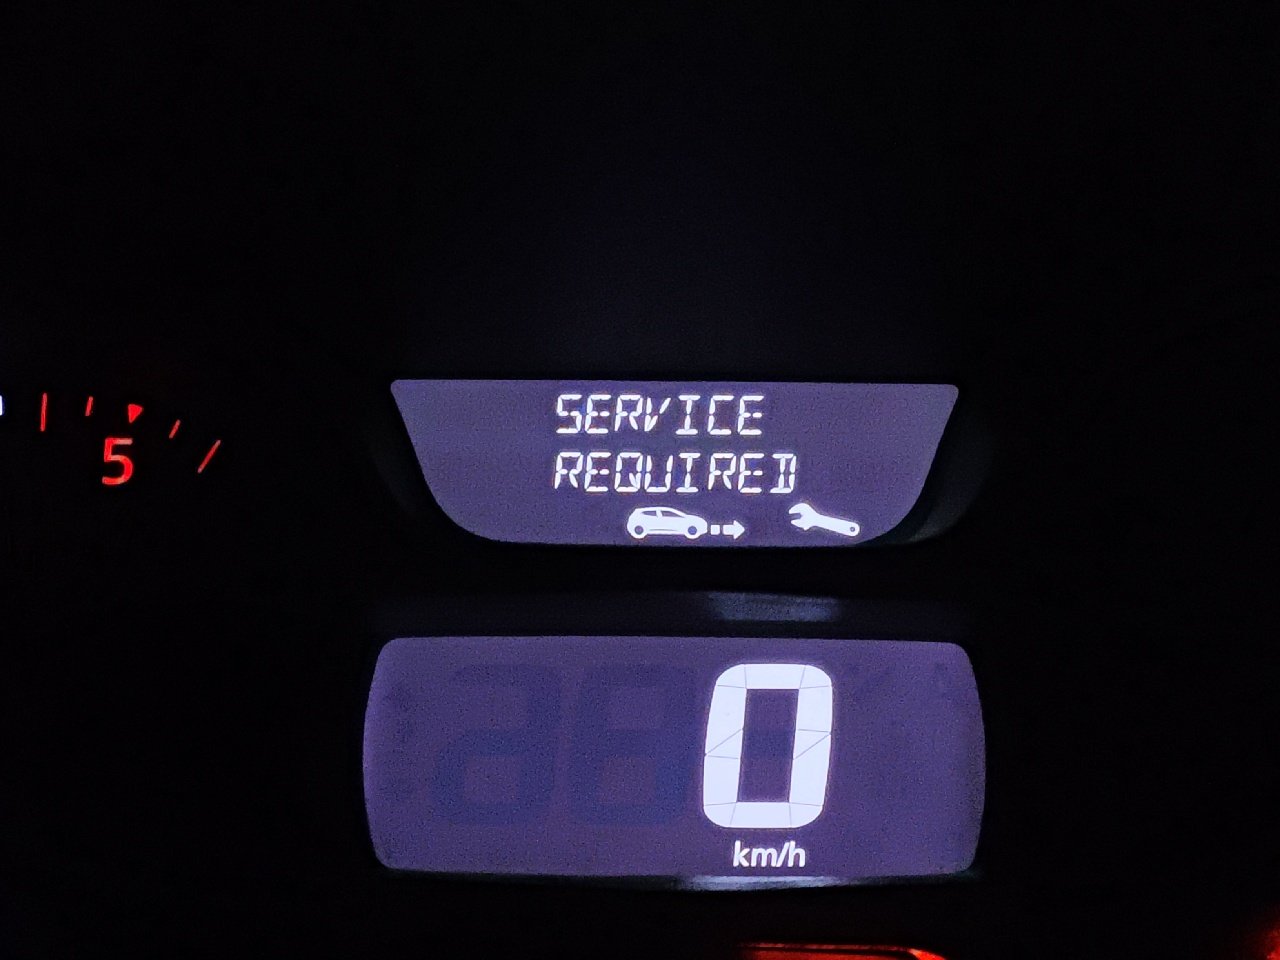 SERVICE
REQUIRED
5
0
km/h